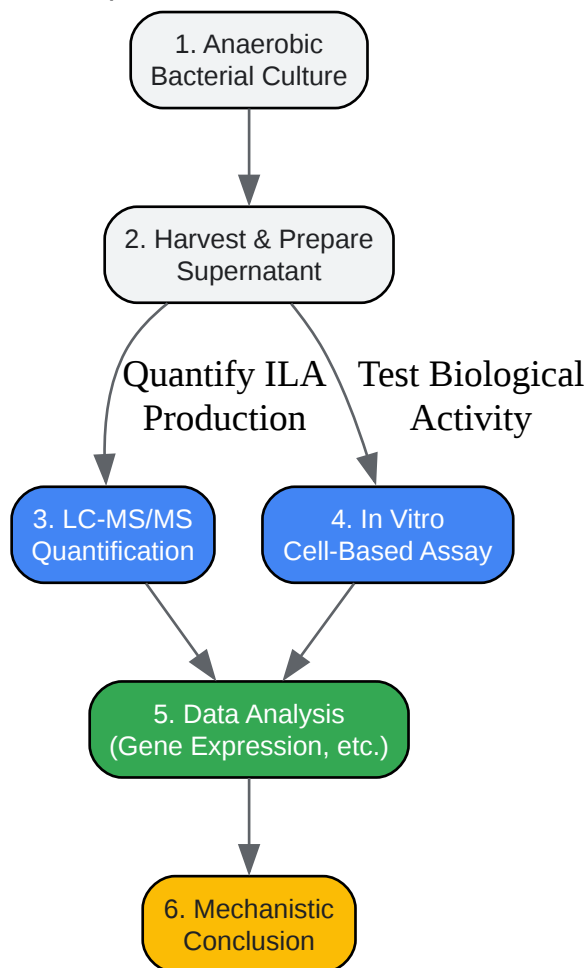 1. Anaerobic
Bacterial Culture
2. Harvest & Prepare
Supernatant
Quantify ILA
Production
Test Biological
Activity
3. LC-MS/MS
Quantification
4. In Vitro
Cell-Based Assay
5. Data Analysis
(Gene Expression, etc.)
6. Mechanistic
Conclusion